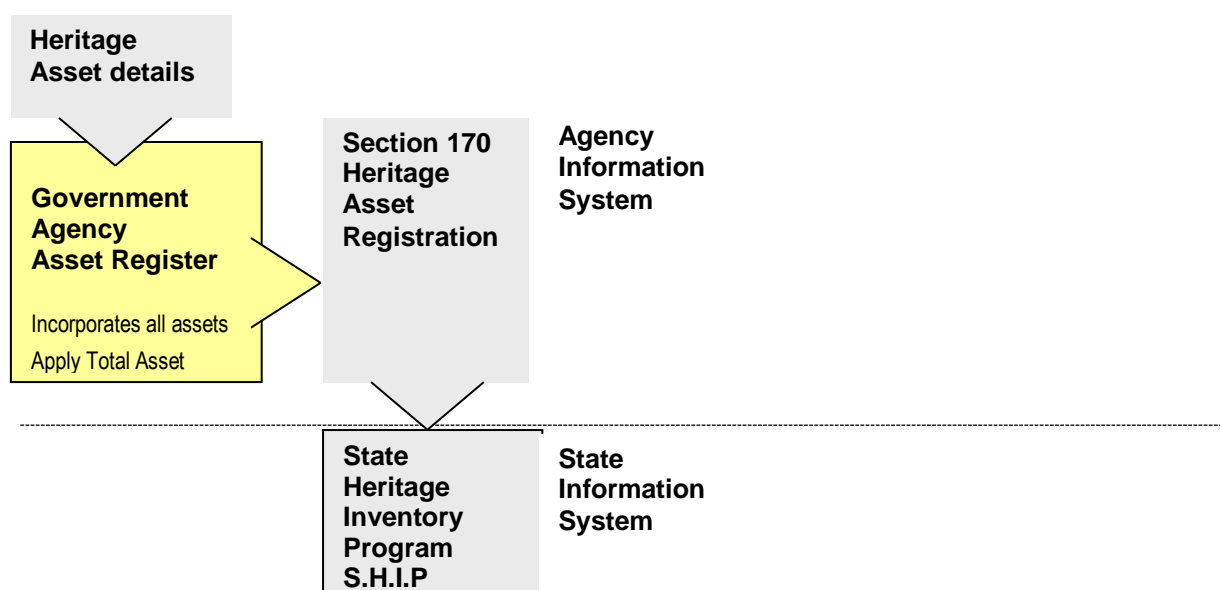 Heritage
Asset details
Government
Agency
Asset Register
Incorporates all assets
Apply Total Asset
Section 170
Heritage
Asset
Registration
Agency
Information
System
State
Heritage
Inventory
Program
S.H.I.P
State
Information
System